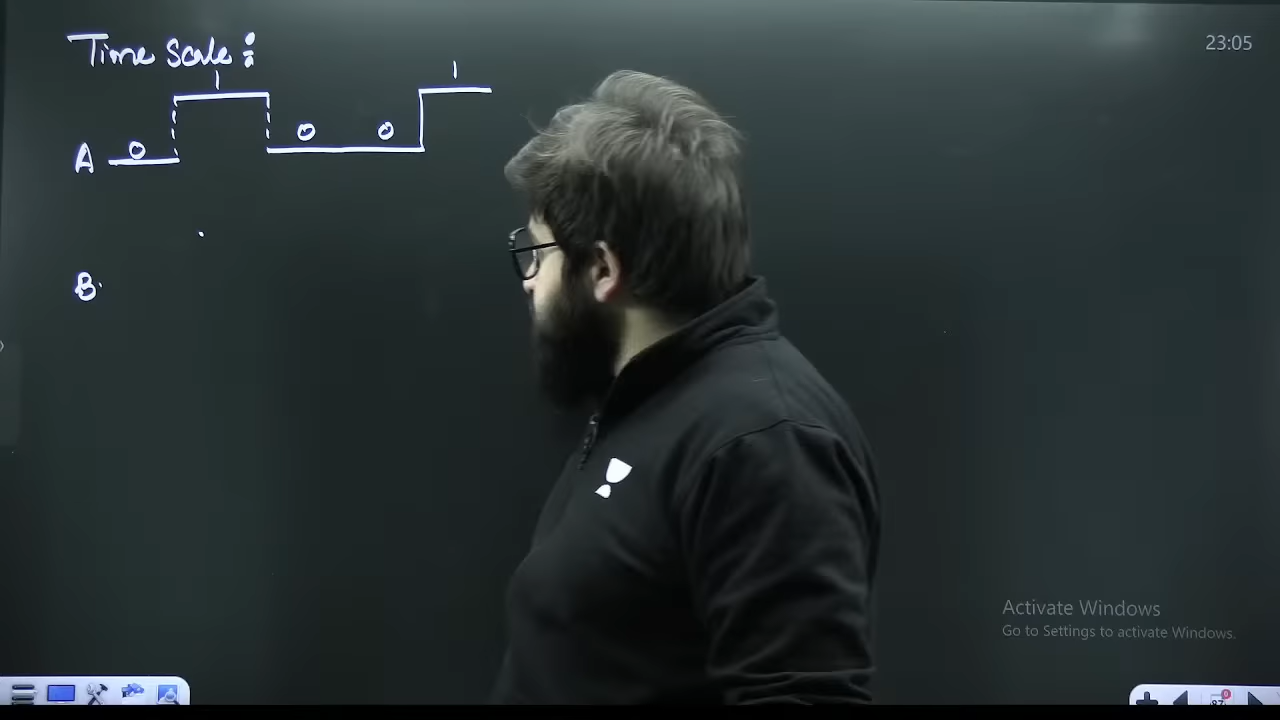 Time Scale :
23:05
1 1
A 0 0 0
B
Activate Windows
Go to Settings to activate Windows.